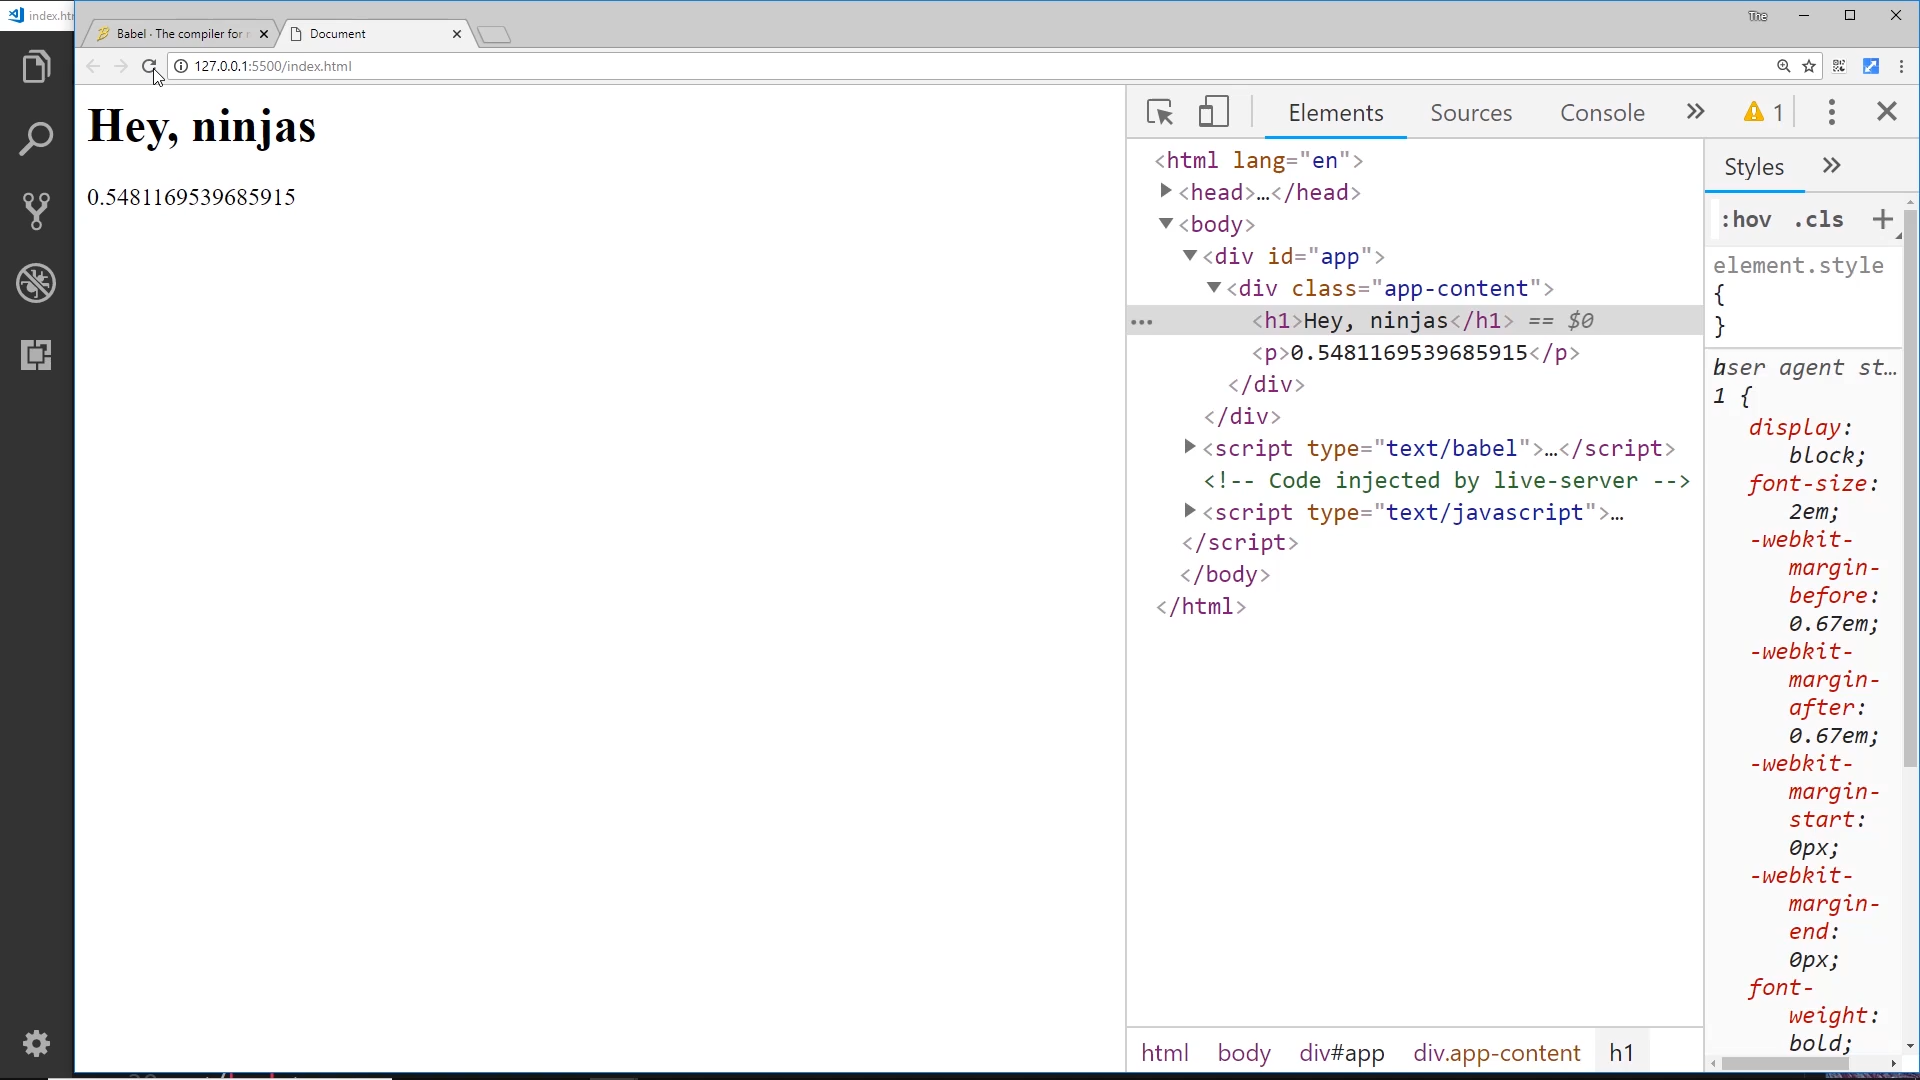 index.ht
Babel · The compiler for
Document
The
127.0.0.1:5500/index.html
Hey, ninjas
0.5481169539685915
Elements
Sources
Console
1
<html lang="en">
<head>…</head>
<body>
<div id="app">
<div class="app-content">
<h1>Hey, ninjas</h1> == $0
<p>0.5481169539685915</p>
</div>
</div>
<script type="text/babel">…</script>
<!-- Code injected by live-server -->
<script type="text/javascript">…
</script>
</body>
</html>
html
body
div#app
div.app-content
h1
Styles
:hov
.cls
element.style
{
}
user agent st…
h1 {
display:
block;
font-size:
2em;
-webkit-
margin-
before:
0.67em;
-webkit-
margin-
after:
0.67em;
-webkit-
margin-
start:
0px;
-webkit-
margin-
end:
0px;
font-
weight:
bold;